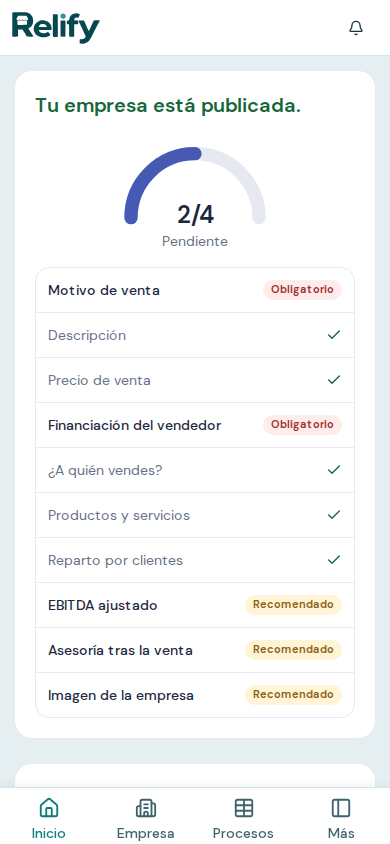 Relify
Tu empresa está publicada.
2/4
Pendiente
Motivo de venta Obligatorio
Descripción
Precio de venta
Financiación del vendedor Obligatorio
¿A quién vendes?
Productos y servicios
Reparto por clientes
EBITDA ajustado Recomendado
Asesoría tras la venta Recomendado
Imagen de la empresa Recomendado
Inicio Empresa Procesos Más